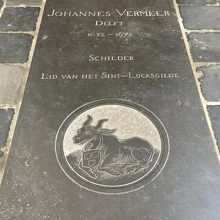 Johannes Vermeer
Delft
1632 - 1675
Schilder
Lid van het Sint-Lucasgilde